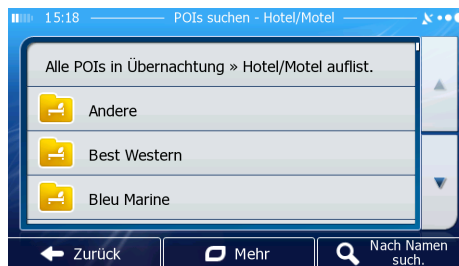 15:18 POIs suchen - Hotel/Motel
Alle POIs in Übernachtung » Hotel/Motel auflist.
Andere
Best Western
Bleu Marine
Zurück
Mehr
Nach Namen
such.